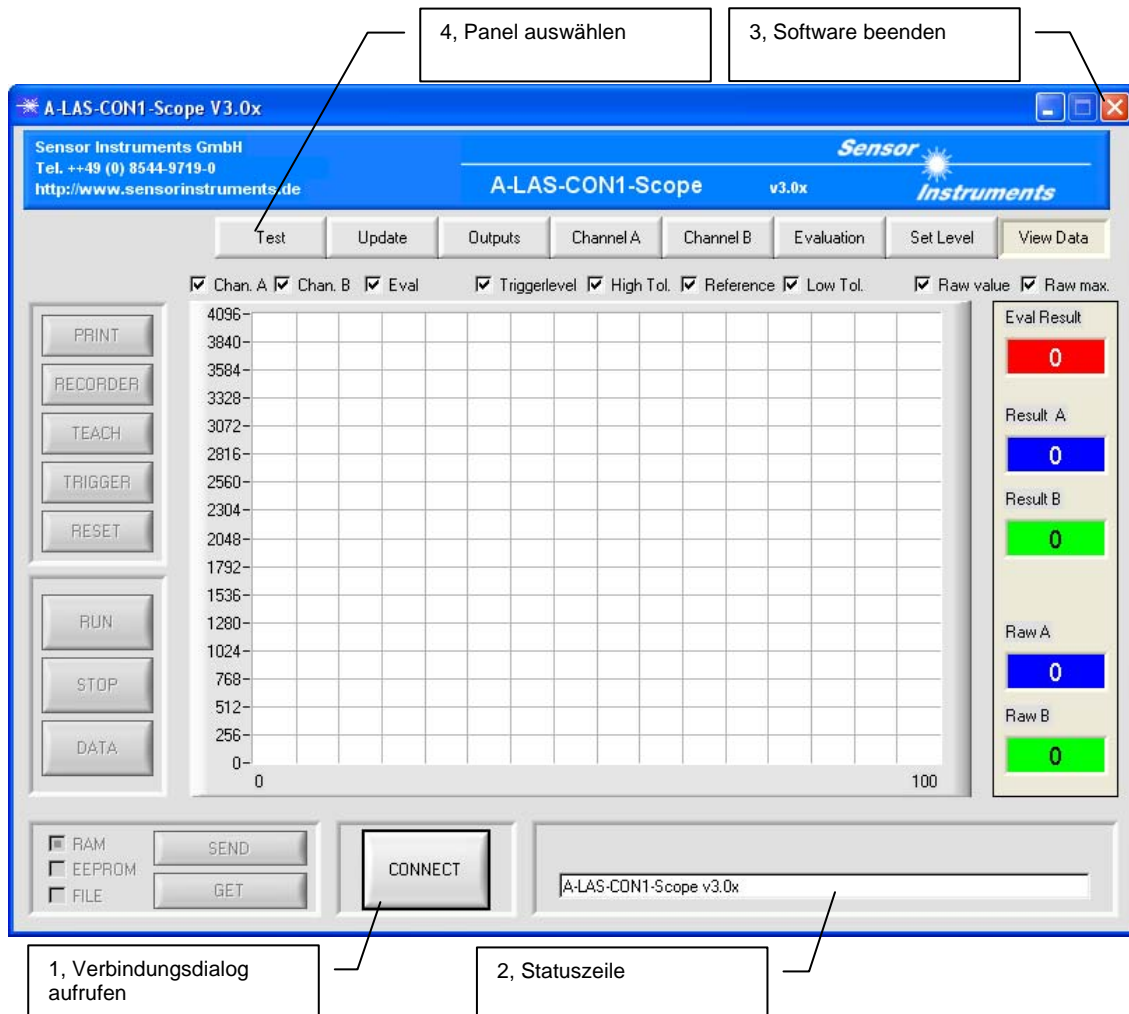 4, Panel auswählen
3, Software beenden
A-LAS-CON1-Scope V3.0x
Sensor Instruments GmbH
Tel. ++49 (0) 8544-9719-0
http://www.sensorinstruments.de
A-LAS-CON1-Scope v3.0x
Sensor
Instruments
Test Update Outputs Channel A Channel B Evaluation Set Level View Data
Chan. A Chan. B Eval Triggerlevel High Tol. Reference Low Tol. Raw value Raw max.
PRINT
RECORDER
TEACH
TRIGGER
RESET
RUN
STOP
DATA
4096
3840
3584
3328
3072
2816
2560
2304
2048
1792
1536
1280
1024
768
512
256
0
0 100
Eval Result
0
Result A
0
Result B
0
Raw A
0
Raw B
0
RAM
EEPROM
FILE
SEND
GET
CONNECT
A-LAS-CON1-Scope v3.0x
1, Verbindungsdialog
aufrufen
2, Statuszeile